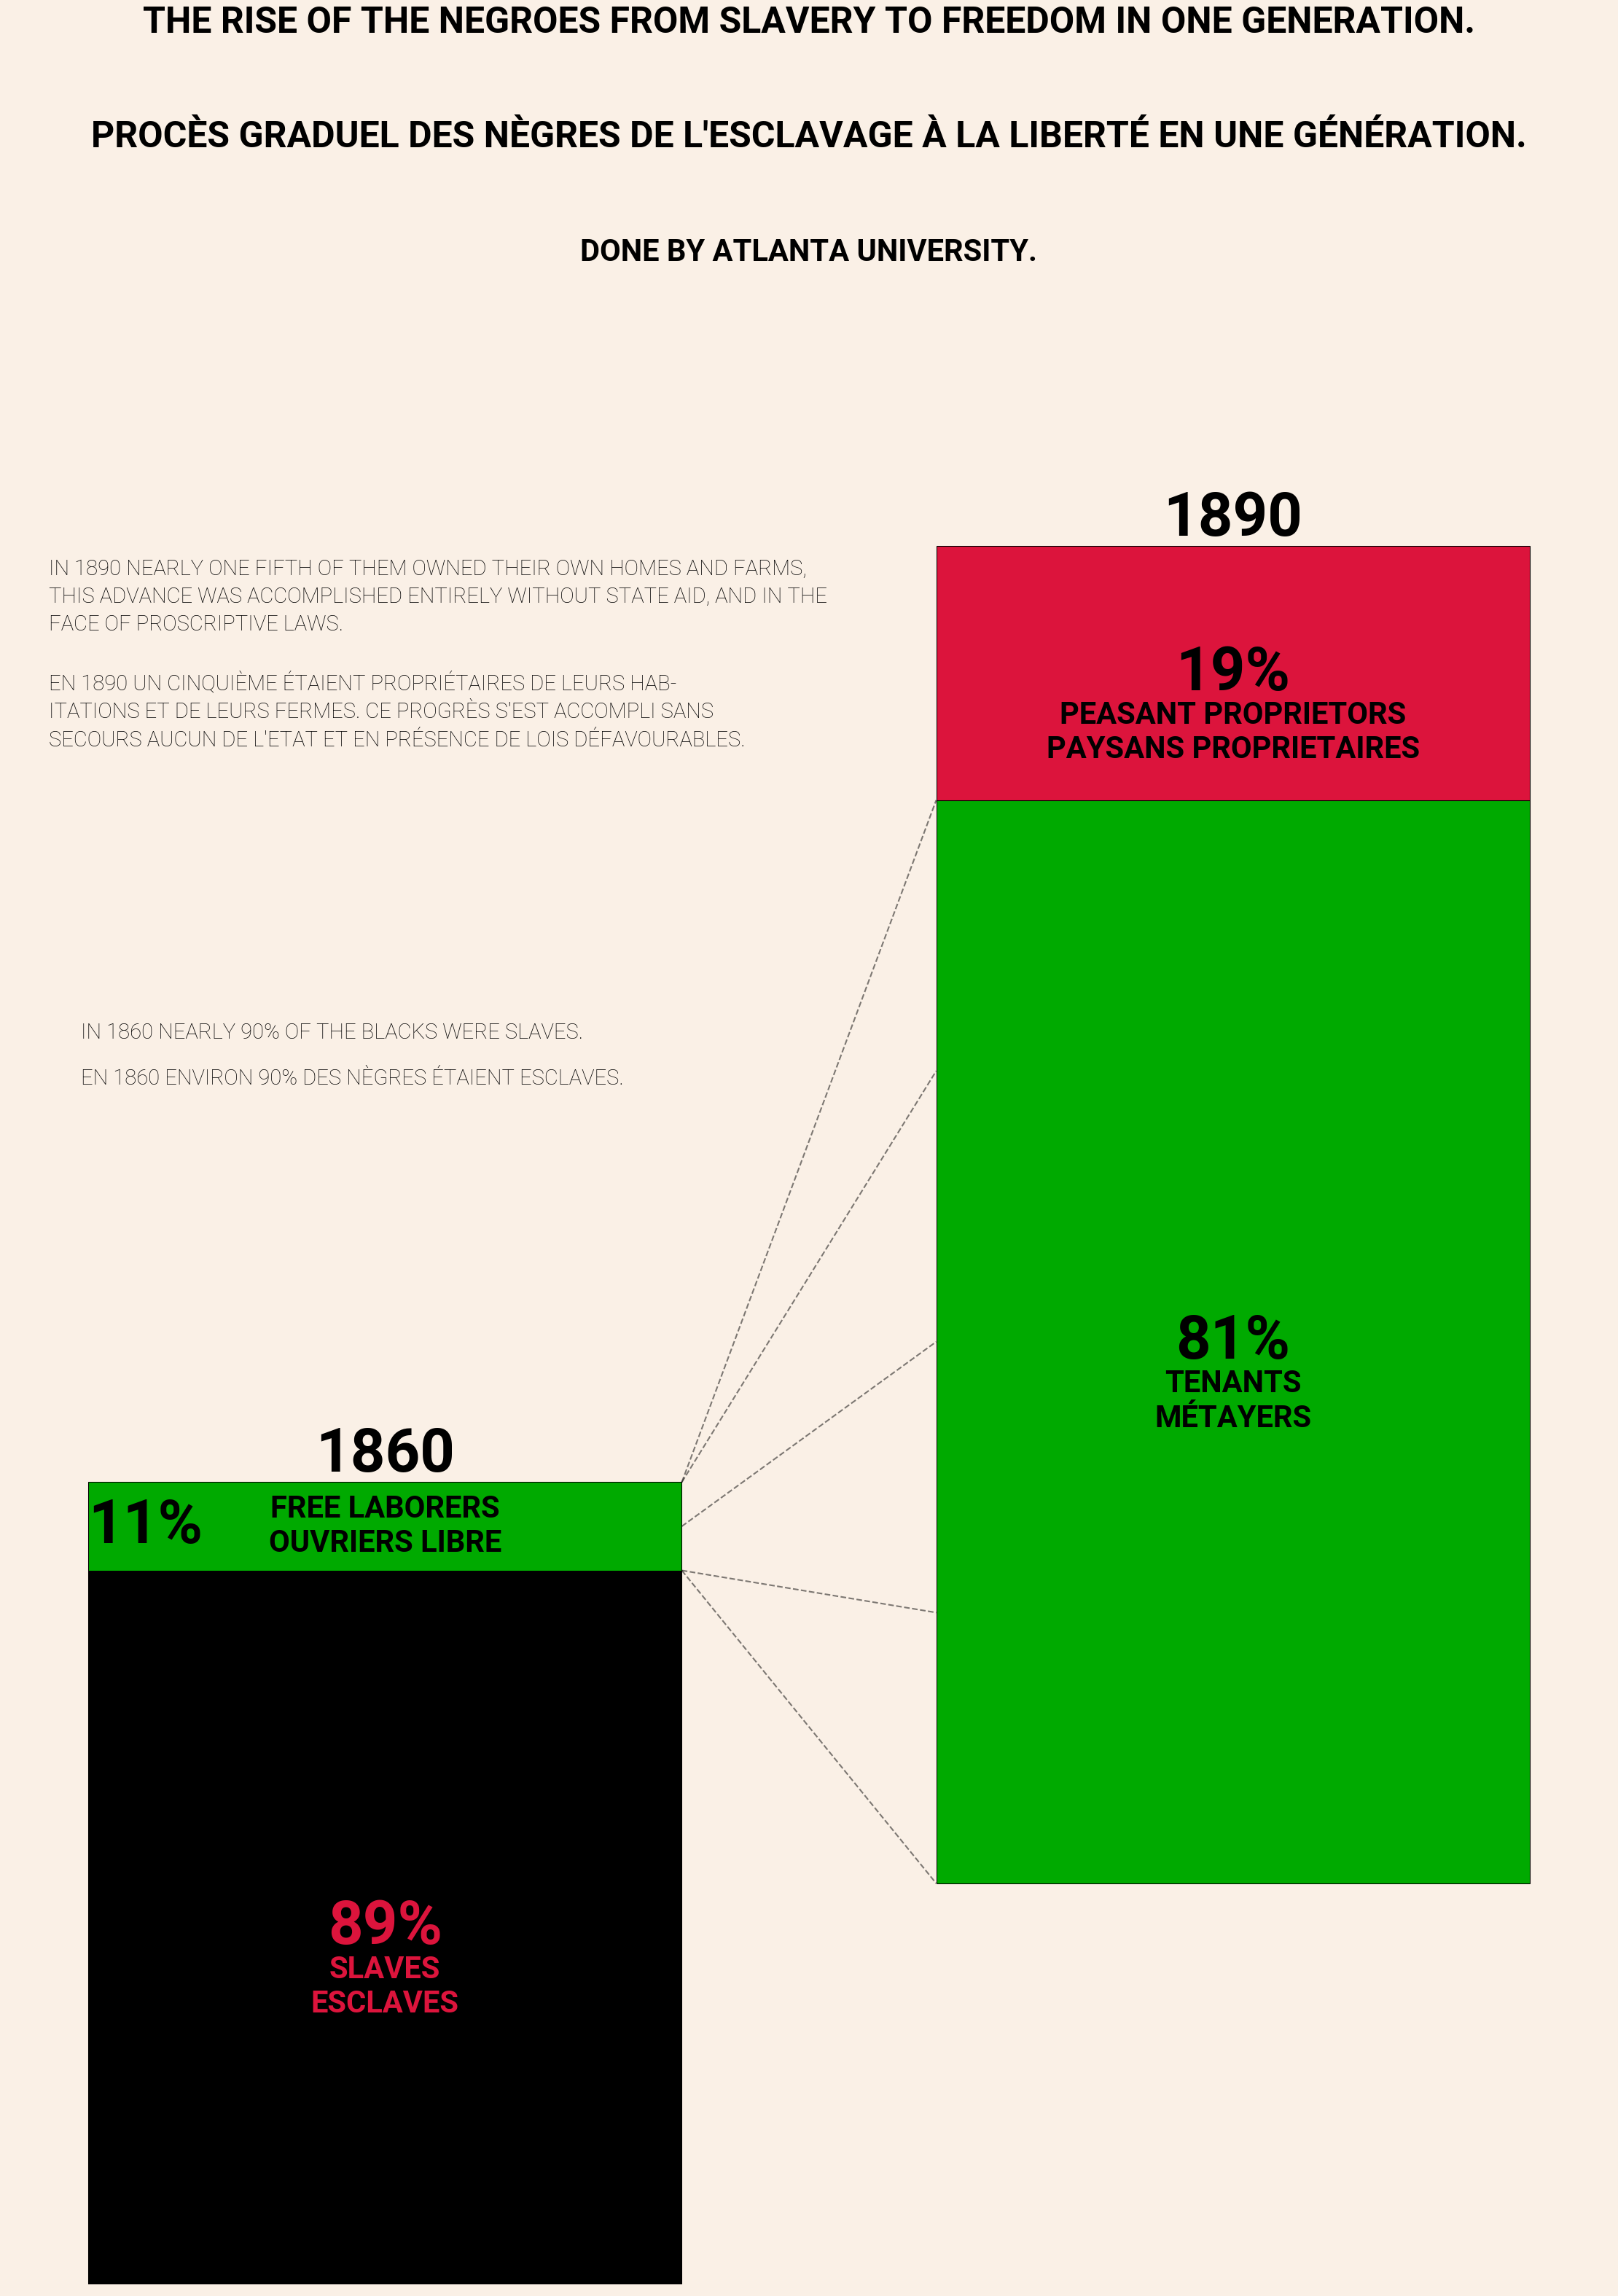 THE RISE OF THE NEGROES FROM SLAVERY TO FREEDOM IN ONE GENERATION.
PROCÈS GRADUEL DES NÈGRES DE L'ESCLAVAGE À LA LIBERTÉ EN UNE GÉNÉRATION.
DONE BY ATLANTA UNIVERSITY.
1890
IN 1890 NEARLY ONE FIFTH OF THEM OWNED THEIR OWN HOMES AND FARMS,
THIS ADVANCE WAS ACCOMPLISHED ENTIRELY WITHOUT STATE AID, AND IN THE
FACE OF PROSCRIPTIVE LAWS.
EN 1890 UN CINQUIÈME ÉTAIENT PROPRIÉTAIRES DE LEURS HAB-
ITATIONS ET DE LEURS FERMES. CE PROGRÈS S'EST ACCOMPLI SANS
SECOURS AUCUN DE L'ETAT ET EN PRÉSENCE DE LOIS DÉFAVOURABLES.
19%
PEASANT PROPRIETORS
PAYSANS PROPRIETAIRES
IN 1860 NEARLY 90% OF THE BLACKS WERE SLAVES.
EN 1860 ENVIRON 90% DES NÈGRES ÉTAIENT ESCLAVES.
81%
TENANTS
MÉTAYERS
1860
11%
FREE LABORERS
OUVRIERS LIBRE
89%
SLAVES
ESCLAVES